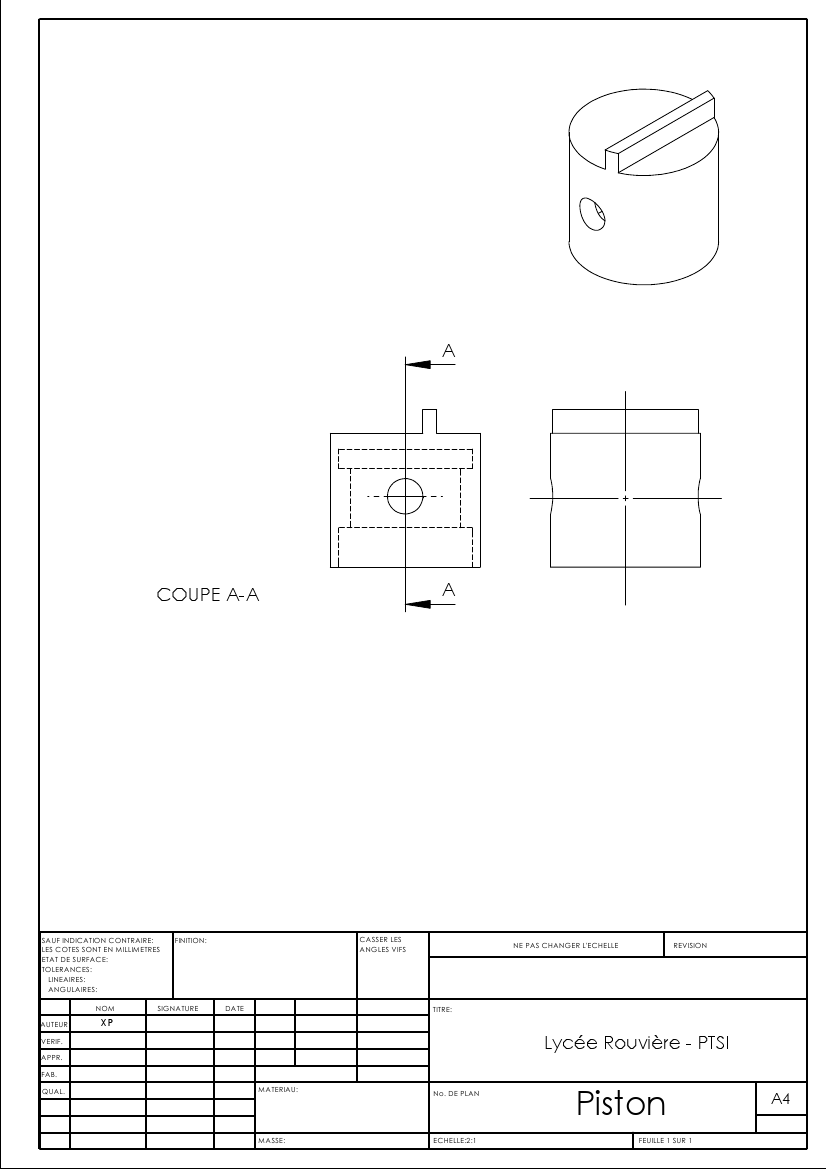 A
A
COUPE A-A
SAUF INDICATION CONTRAIRE:
LES COTES SONT EN MILLIMETRES
ETAT DE SURFACE:
TOLERANCES:
LINEAIRES:
ANGULAIRES:
FINITION:
CASSER LES
ANGLES VIFS
NE PAS CHANGER L'ECHELLE
REVISION
NOM
SIGNATURE
DATE
AUTEUR
XP
VERIF.
APPR.
FAB.
QUAL.
TITRE:
Lycée Rouvière - PTSI
MATERIAU:
No. DE PLAN
Piston
A4
MASSE:
ECHELLE:2:1
FEUILLE 1 SUR 1